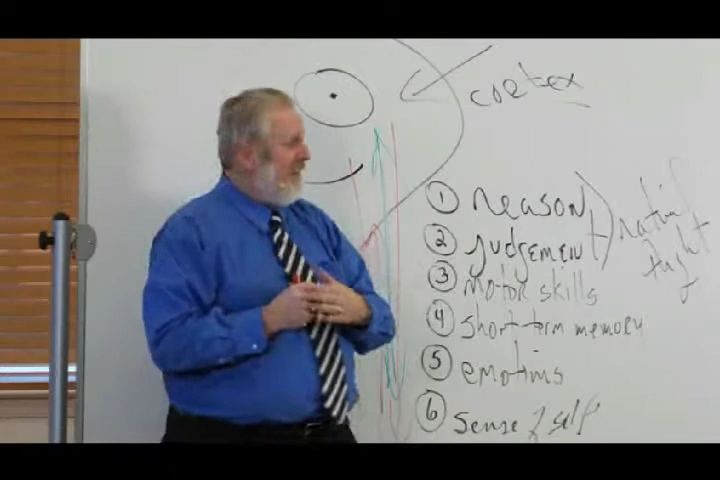 cortex
① reason
② judgement
③ motor skills
④ short term memory
⑤ emotions
⑥ sense of self